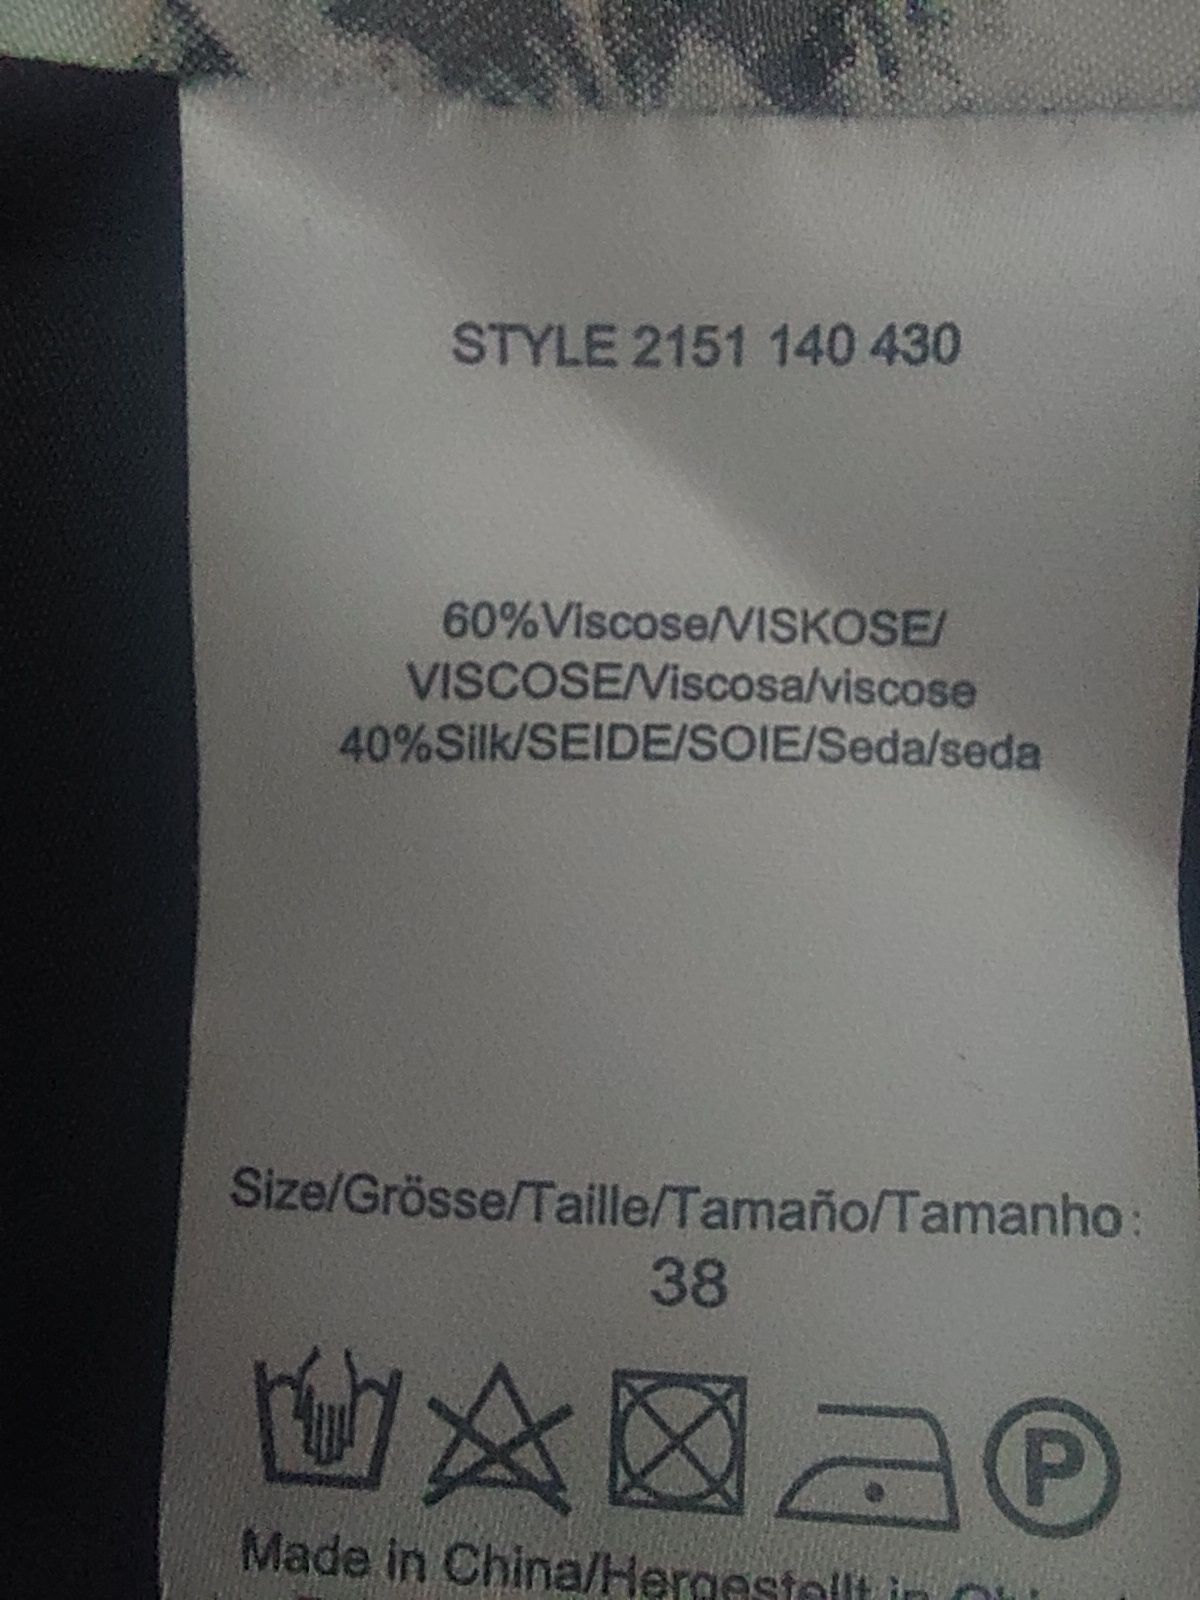 STYLE 2151 140 430
60%Viscose/VISKOSE/
VISCOSE/Viscosa/viscose
40%Silk/SEIDE/SOIE/Seda/seda
Size/Grösse/Taille/Tamaño/Tamanho:
38
P
Made in China/Hergestellt in